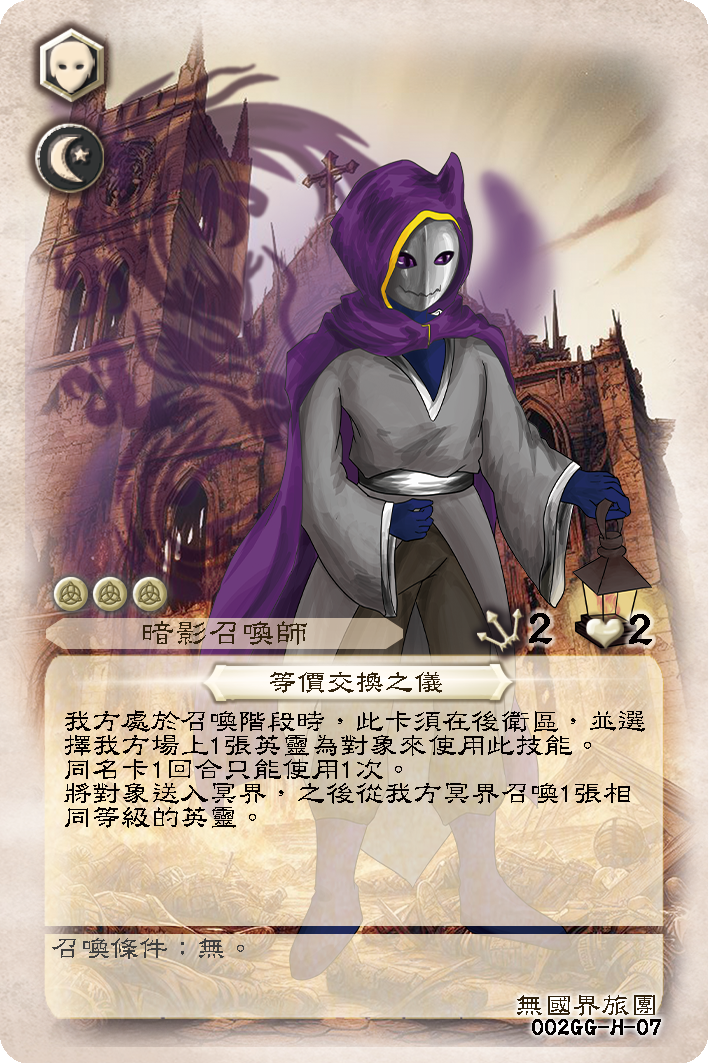 暗影召喚師
2
2
等價交換之儀
我方處於召喚階段時，此卡須在後衛區，並選
擇我方場上1張英靈為對象來使用此技能。
同名卡1回合只能使用1次。
將對象送入冥界，之後從我方冥界召喚1張相
同等級的英靈。
召喚條件：無。
無國界旅團
002GG-H-07